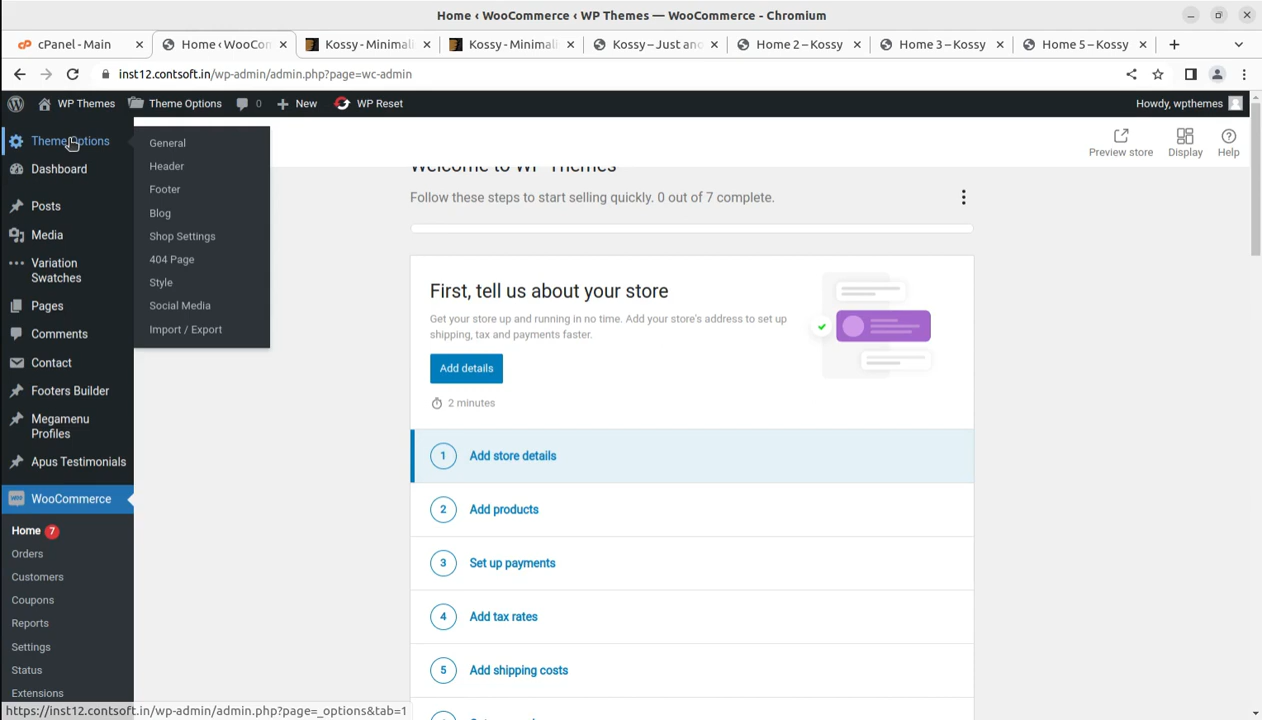 Home ‹ WooCommerce ‹ WP Themes — WooCommerce - Chromium
cPanel - Main
Home ‹ WooCom
Kossy - Minimali
Kossy - Minimali
Kossy – Just ano
Home 2 – Kossy
Home 3 – Kossy
Home 5 – Kossy
inst12.contsoft.in/wp-admin/admin.php?page=wc-admin
WP Themes
Theme Options
0
New
WP Reset
Howdy, wpthemes
Theme Options
Dashboard
Posts
Media
Variation
Swatches
Pages
Comments
Contact
Footers Builder
Megamenu
Profiles
Apus Testimonials
WooCommerce
Home 7
Orders
Customers
Coupons
Reports
Settings
Status
Extensions
General
Header
Footer
Blog
Shop Settings
404 Page
Style
Social Media
Import / Export
Preview store
Display
Help
Welcome to WP Themes
Follow these steps to start selling quickly. 0 out of 7 complete.
First, tell us about your store
Get your store up and running in no time. Add your store's address to set up
shipping, tax and payments faster.
Add details
2 minutes
1 Add store details
2 Add products
3 Set up payments
4 Add tax rates
5 Add shipping costs
https://inst12.contsoft.in/wp-admin/admin.php?page=_options&tab=1